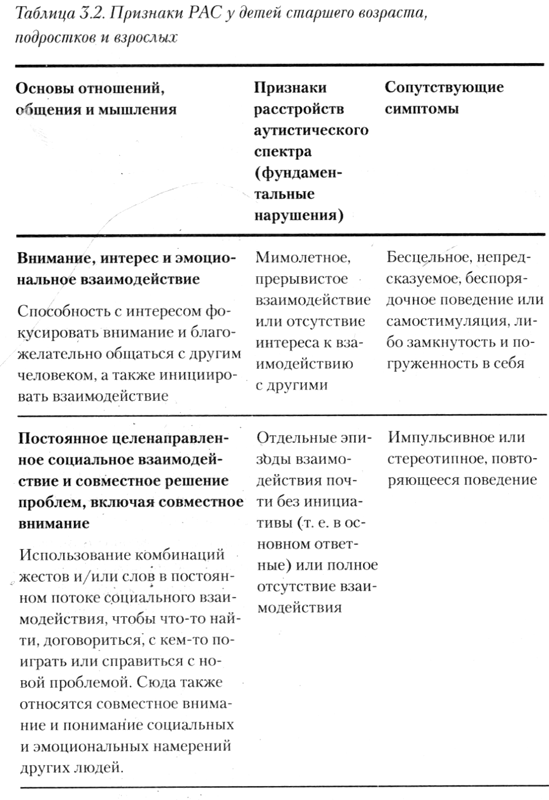 Таблица 3.2. Признаки РАС у детей старшего возраста,
подростков и взрослых
Основы отношений,
общения и мышления
Признаки
расстройств
аутистического
спектра
(фундамен-
тальные
нарушения)
Сопутствующие
симптомы
Внимание, интерес и эмоцио-
нальное взаимодействие
Способность с интересом фо-
кусировать внимание и благо-
желательно общаться с другим
человеком, а также иницииро-
вать взаимодействие
Мимолетное,
прерывистое
взаимодействие
или отсутствие
интереса к вза-
имодействию
с другими
Бесцельное, непред-
сказуемое, беспоря-
дочное поведение или
самостимуляция, ли-
бо замкнутость и по-
груженность в себя
Постоянное целенаправлен-
ное социальное взаимодей-
ствие и совместное решение
проблем, включая совместное
внимание
Использование комбинаций
жестов и/или слов в постоян-
ном потоке социального взаи-
модействия, чтобы что-то най-
ти, договориться, с кем-то по-
играть или справиться с но-
вой проблемой. Сюда также
относятся совместное внима-
ние и понимание социальных
и эмоциональных намерений
других людей.
Отдельные эпи-
зоды взаимо-
действия поч-
ти без инициа-
тивы (т. е. в ос-
новном ответ-
ные) или полное
отсутствие взаи-
модействия
Импульсивное или
стереотипное, повто-
ряющееся поведение